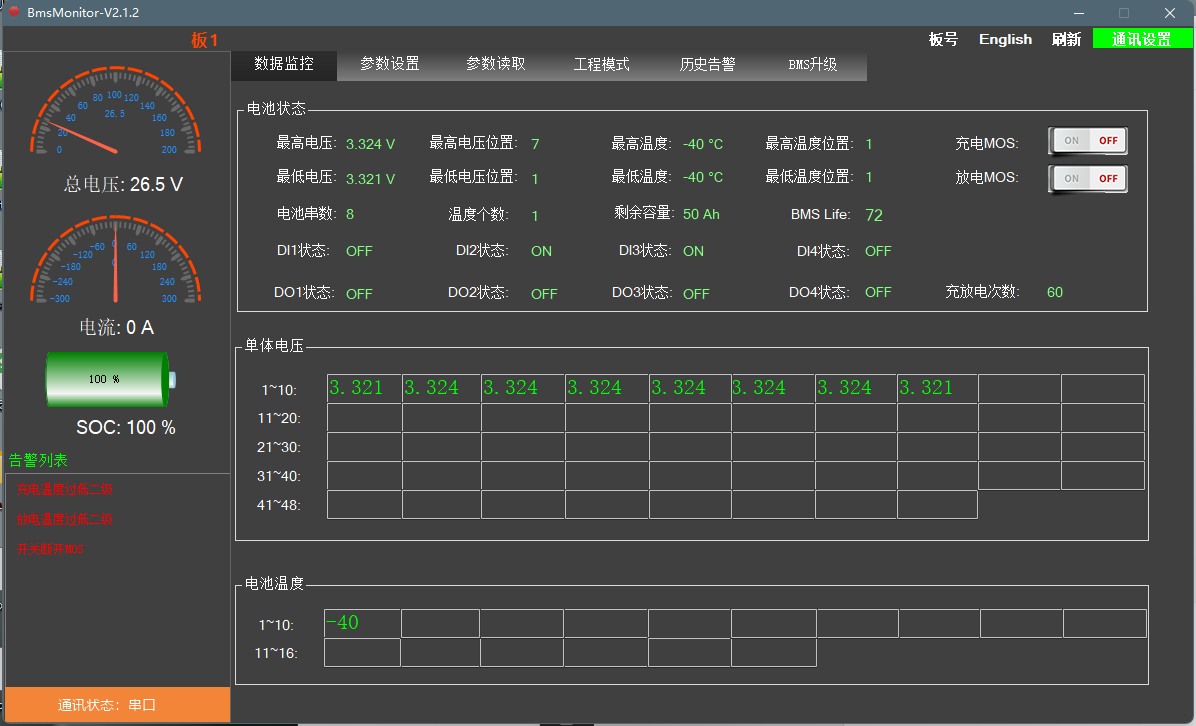 BmsMonitor-V2.1.2
板1 板号 English 刷新 通讯设置
数据监控 参数设置 参数读取 工程模式 历史告警 BMS升级
0 20 40 60 80 100 120 140 160 180 200
26.5
总电压: 26.5 V
-300 -240 -180 -120 -60 0 60 120 180 240 300
0
电流: 0 A
100 %
SOC: 100 %
告警列表
充电温度过低二级
放电温度过低二级
开关断开MOS
通讯状态: 串口
电池状态
最高电压: 3.324 V 最高电压位置: 7 最高温度: -40 °C 最高温度位置: 1 充电MOS: ON OFF
最低电压: 3.321 V 最低电压位置: 1 最低温度: -40 °C 最低温度位置: 1 放电MOS: ON OFF
电池串数: 8 温度个数: 1 剩余容量: 50 Ah BMS Life: 72
DI1状态: OFF DI2状态: ON DI3状态: ON DI4状态: OFF
DO1状态: OFF DO2状态: OFF DO3状态: OFF DO4状态: OFF 充放电次数: 60
单体电压
1~10: 3.321 3.324 3.324 3.324 3.324 3.324 3.324 3.321
11~20:
21~30:
31~40:
41~48:
电池温度
1~10: -40
11~16: